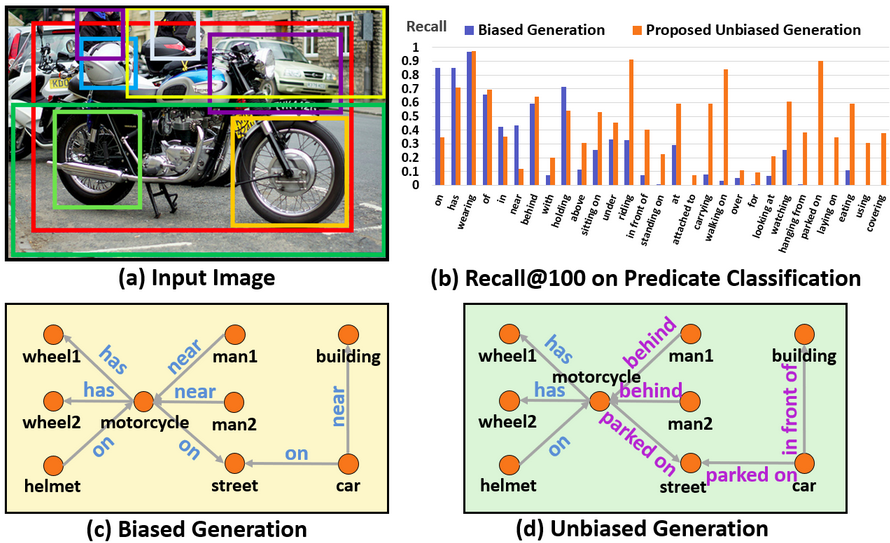 Recall
Biased Generation
Proposed Unbiased Generation
1
0.9
0.8
0.7
0.6
0.5
0.4
0.3
0.2
0.1
0
on
has
wearing
of
in
near
behind
with
holding
above
sitting on
under
riding
in front of
standing on
at
attached to
carrying
walking on
over
for
looking at
watching
hanging from
parked on
laying on
eating
using
covering
(a) Input Image
(b) Recall@100 on Predicate Classification
wheel1
has
near
man1
building
wheel2
has
motorcycle
near
man2
near
helmet
on
on
street
on
car
(c) Biased Generation
wheel1
has
motorcycle
behind
man1
building
wheel2
has
behind
man2
in front of
helmet
on
parked on
street
parked on
car
(d) Unbiased Generation